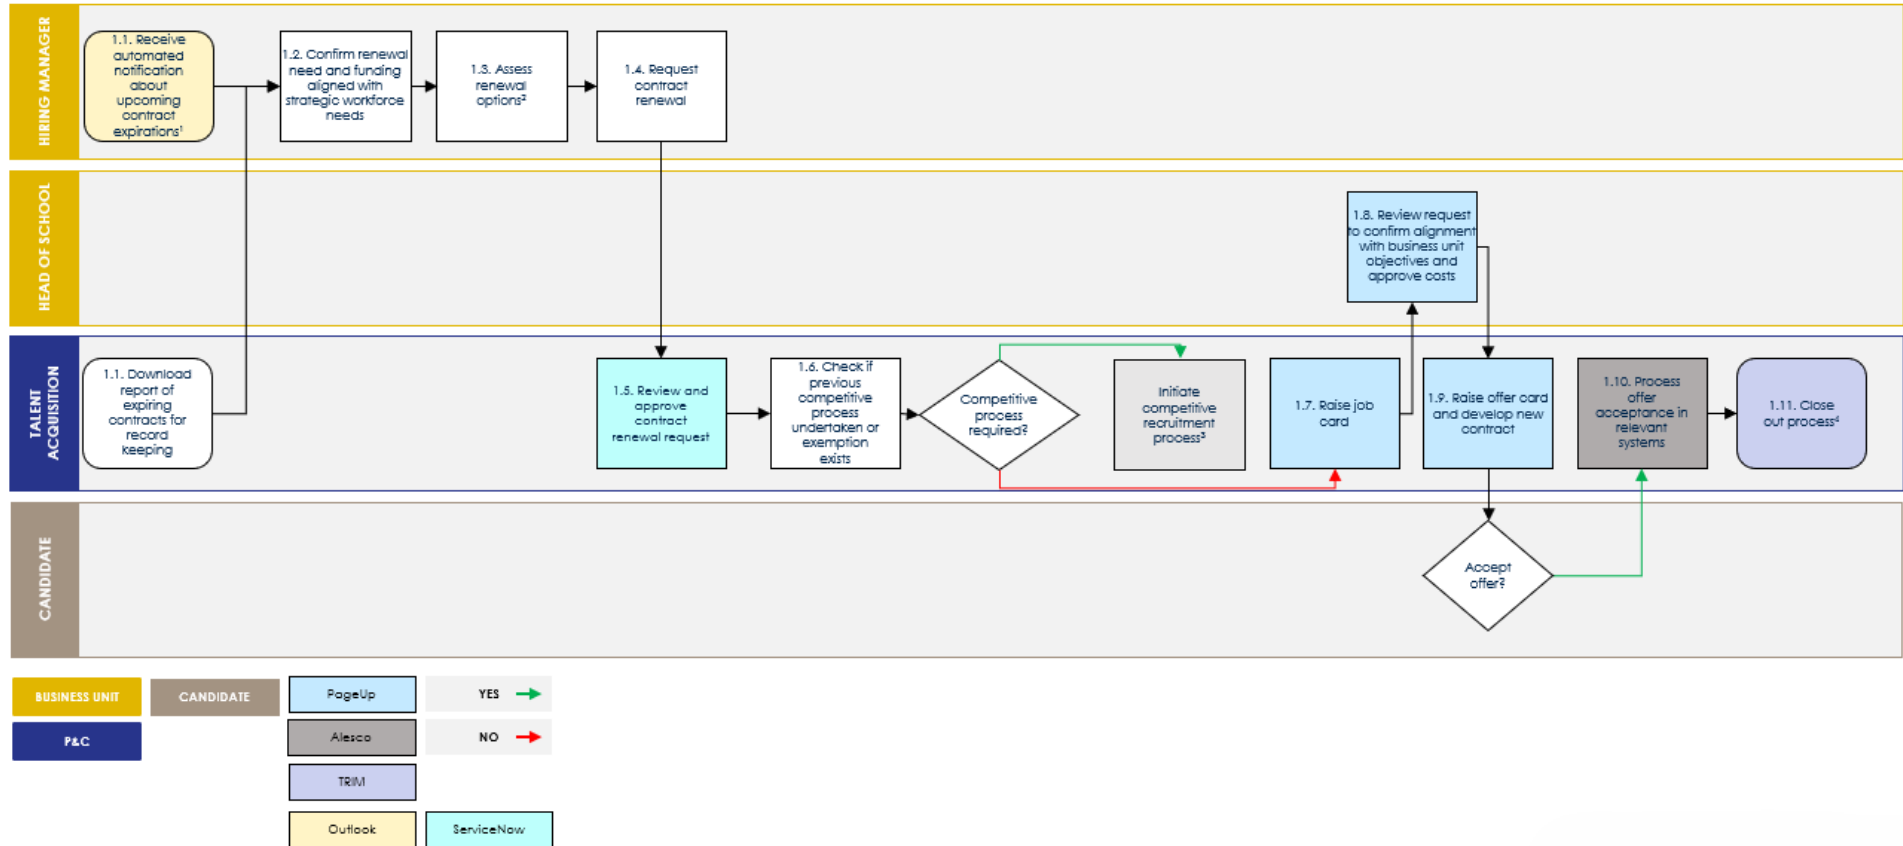 HIRING MANAGER
1.1. Receive
automated
notification
about
upcoming
contract
expirations¹
1.2. Confirm renewal
need and funding
aligned with
strategic workforce
needs
1.3. Assess
renewal
options²
1.4. Request
contract
renewal
HEAD OF SCHOOL
1.8. Review request
to confirm alignment
with business unit
objectives and
approve costs
TALENT
ACQUISITION
1.1. Download
report of
expiring
contracts for
record
keeping
1.5. Review and
approve
contract
renewal request
1.6. Check if
previous
competitive
process
undertaken or
exemption
exists
Competitive
process
required?
Initiate
competitive
recruitment
process³
1.7. Raise job
card
1.9. Raise offer card
and develop new
contract
1.10. Process
offer
acceptance in
relevant
systems
1.11. Close
out process⁴
CANDIDATE
Accept
offer?
BUSINESS UNIT
CANDIDATE
PageUp
YES
P&C
Alesco
NO
TRIM
Outlook
ServiceNow